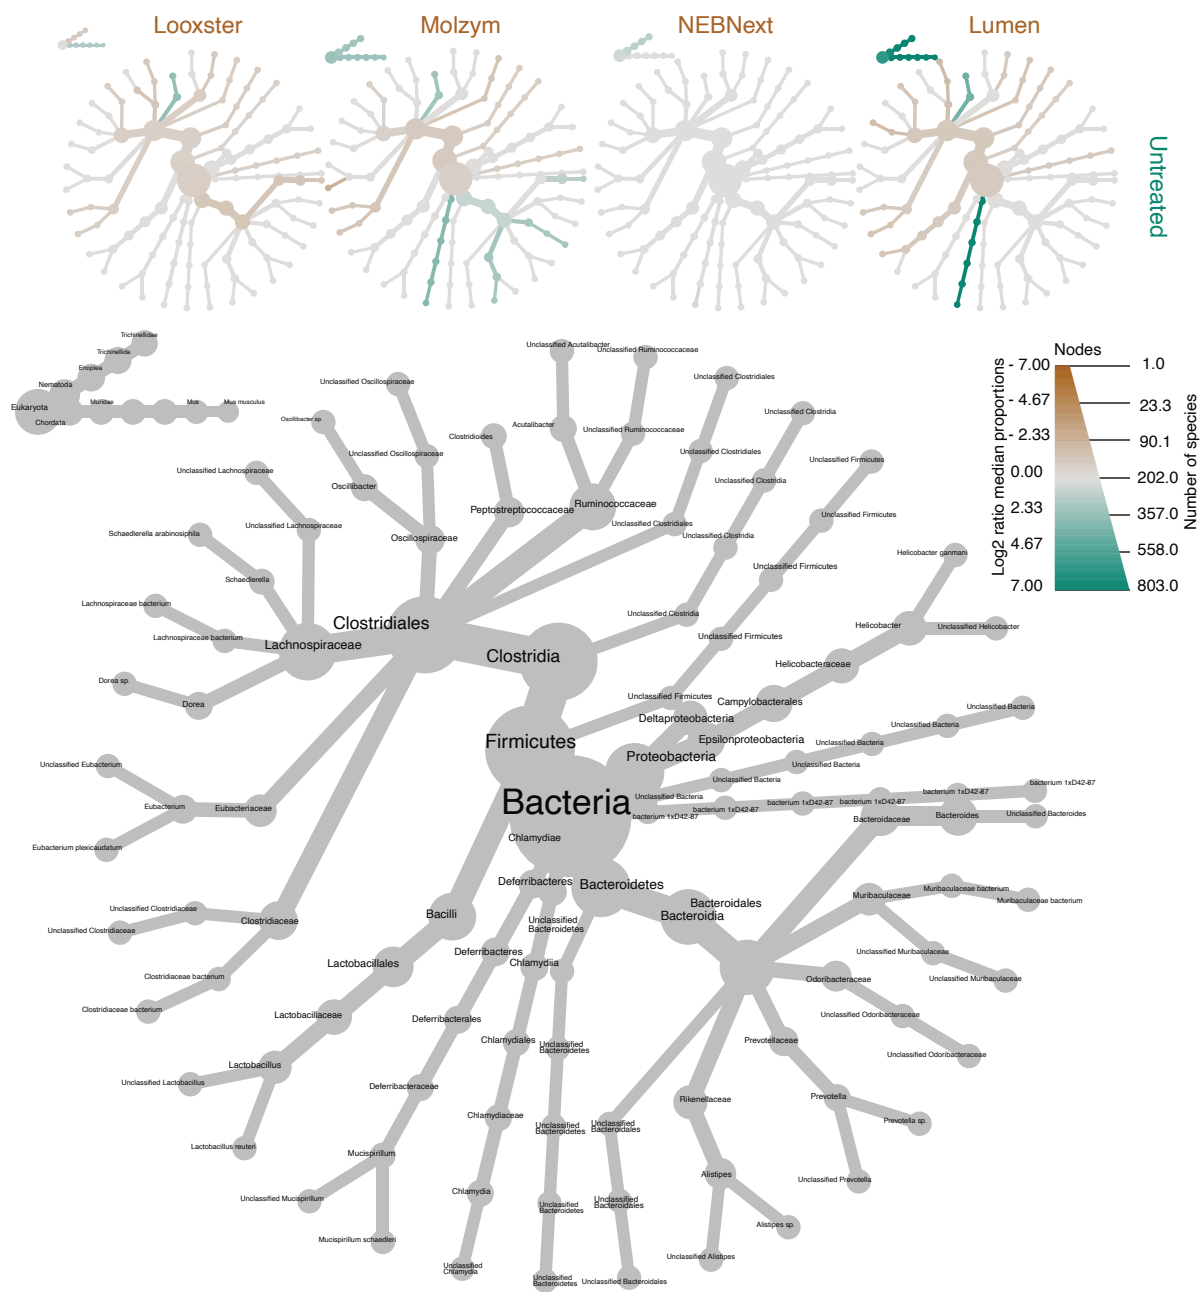 Looxster
Molzym
NEBNext
Lumen
Untreated
Trichinellidae
Trichinellida
Enoplea
Nematoda
Eukaryota
Chordata
Muridae
Mus
Mus musculus
Nodes
Log2 ratio median proportions
Number of species
- 7.00
1.0
- 4.67
23.3
- 2.33
90.1
0.00
202.0
2.33
357.0
4.67
558.0
7.00
803.0
Unclassified Acutalibacter
Unclassified Ruminococcaceae
Unclassified Oscillospiraceae
Unclassified Clostridiales
Unclassified Clostridia
Oscillibacter sp.
Acutalibacter
Unclassified Ruminococcaceae
Clostridioides
Unclassified Oscillospiraceae
Unclassified Clostridiales
Unclassified Firmicutes
Unclassified Lachnospiraceae
Oscillibacter
Unclassified Clostridia
Ruminococcaceae
Peptostreptococcaceae
Unclassified Firmicutes
Unclassified Lachnospiraceae
Unclassified Clostridiales
Schaedlerella arabinosiphila
Oscillospiraceae
Unclassified Clostridia
Helicobacter ganmani
Unclassified Firmicutes
Schaedlerella
Lachnospiraceae bacterium
Unclassified Clostridia
Clostridiales
Helicobacter
Unclassified Helicobacter
Lachnospiraceae bacterium
Lachnospiraceae
Unclassified Firmicutes
Clostridia
Helicobacteraceae
Dorea sp.
Dorea
Unclassified Firmicutes
Campylobacterales
Deltaproteobacteria
Unclassified Bacteria
Unclassified Bacteria
Epsilonproteobacteria
Unclassified Bacteria
Firmicutes
Proteobacteria
Unclassified Bacteria
Unclassified Eubacterium
Unclassified Bacteria
bacterium 1xD42-87
bacterium 1xD42-87
Unclassified Bacteria
bacterium 1xD42-87
bacterium 1xD42-87
bacterium 1xD42-87
bacterium 1xD42-87
Bacteria
Eubacterium
Eubacteriaceae
Bacteroidaceae
Bacteroides
Unclassified Bacteroides
Chlamydiae
Eubacterium plexicaudatum
Deferribacteres
Bacteroidetes
Muribaculaceae
Muribaculaceae bacterium
Muribaculaceae bacterium
Bacteroidales
Bacteroidia
Unclassified Clostridiaceae
Bacilli
Clostridiaceae
Unclassified
Bacteroidetes
Unclassified Clostridiaceae
Deferribacteres
Chlamydiia
Unclassified Muribaculaceae
Lactobacillales
Clostridiaceae bacterium
Odoribacteraceae
Unclassified Muribaculaceae
Clostridiaceae bacterium
Lactobacillaceae
Deferribacterales
Unclassified Odoribacteraceae
Chlamydiales
Unclassified
Bacteroidetes
Prevotellaceae
Unclassified Odoribacteraceae
Lactobacillus
Unclassified Lactobacillus
Deferribacteraceae
Rikenellaceae
Prevotella
Chlamydiaceae
Unclassified
Bacteroidetes
Unclassified
Bacteroidales
Prevotella sp.
Lactobacillus reuteri
Mucispirillum
Alistipes
Unclassified Prevotella
Unclassified Mucispirillum
Chlamydia
Unclassified
Bacteroidetes
Unclassified
Bacteroidales
Alistipes sp.
Mucispirillum schaedleri
Unclassified Alistipes
Unclassified
Chlamydia
Unclassified
Bacteroidetes
Unclassified Bacteroidales